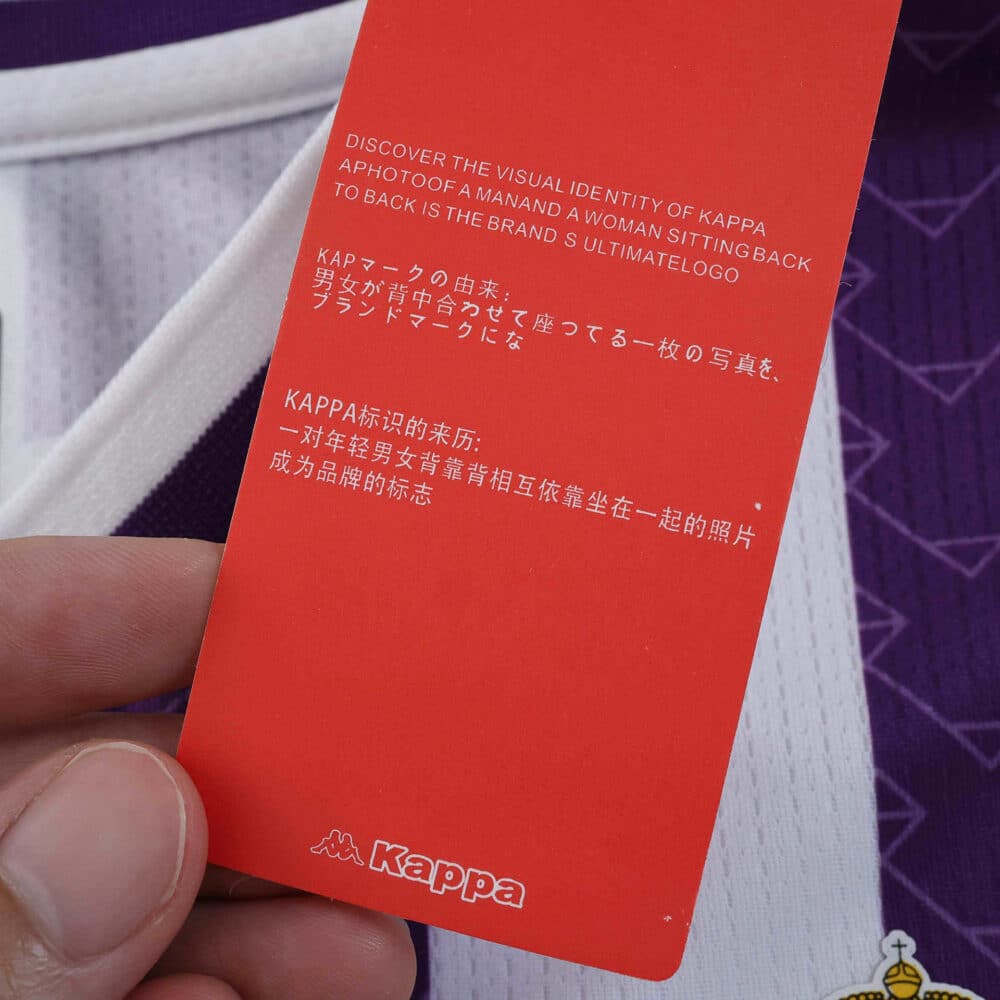 DISCOVER THE VISUAL IDENTITY OF KAPPA
APHOTOOF A MANAND A WOMAN SITTINGBACK
TO BACK IS THE BRAND S ULTIMATELOGO
KAPマークの由来:
男女が背中合わせて座つてる一枚の写真を、
ブランドマークにな
KAPPA标识的来历:
一对年轻男女背靠背相互依靠坐在一起的照片
成为品牌的标志
Kappa